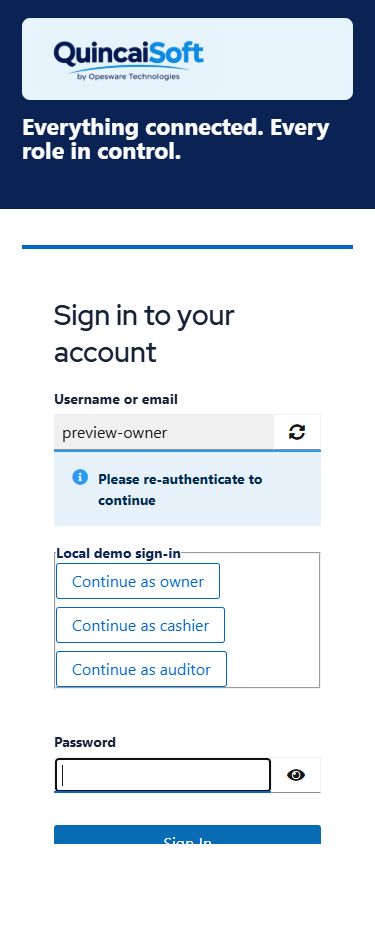 QuincaiSoft
by Opesware Technologies
Everything connected. Every
role in control.
Sign in to your
account
Username or email
preview-owner
Please re-authenticate to
continue
Local demo sign-in
Continue as owner
Continue as cashier
Continue as auditor
Password
Sign In